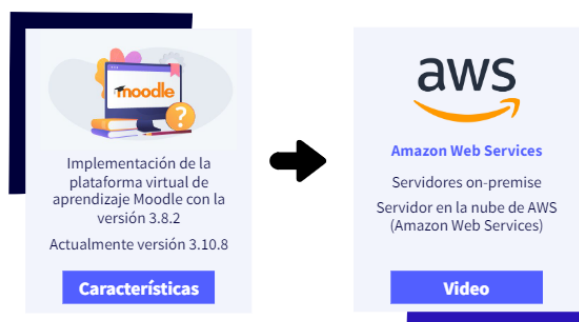 moodle
?
Implementación de la
plataforma virtual de
aprendizaje Moodle con la
versión 3.8.2
Actualmente versión 3.10.8
Características
aws
Amazon Web Services
Servidores on-premise
Servidor en la nube de AWS
(Amazon Web Services)
Video